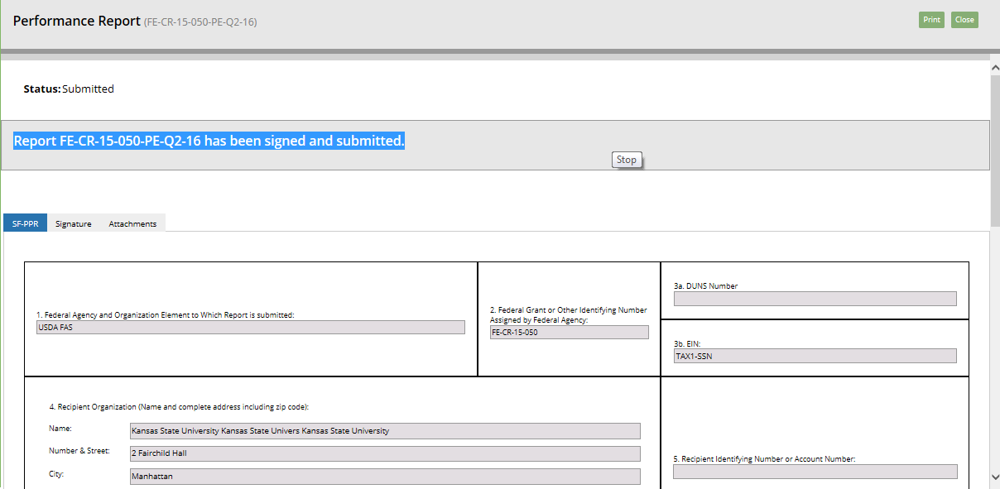 Performance Report (FE-CR-15-050-PE-Q2-16)
Print
Close
Status:Submitted
Report FE-CR-15-050-PE-Q2-16 has been signed and submitted.
Stop
SF-PPR
Signature
Attachments
1. Federal Agency and Organization Element to Which Report is submitted:
USDA FAS
2. Federal Grant or Other Identifying Number
Assigned by Federal Agency:
FE-CR-15-050
3a. DUNS Number
3b. EIN:
TAX1-SSN
4. Recipient Organization (Name and complete address including zip code):
Name:
Kansas State University Kansas State Univers Kansas State University
Number & Street:
2 Fairchild Hall
City:
Manhattan
5. Recipient Identifying Number or Account Number: